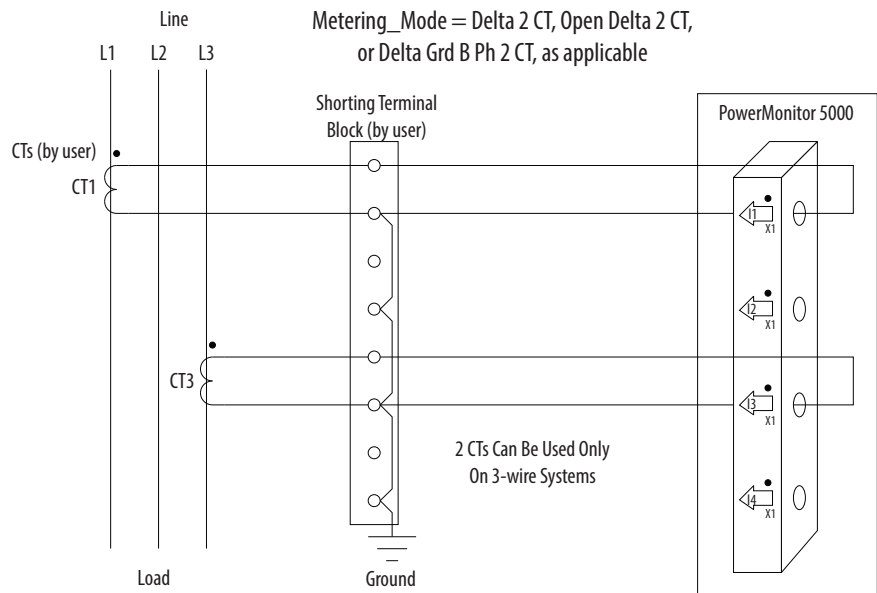 Line
Metering_Mode = Delta 2 CT, Open Delta 2 CT,
or Delta Grd B Ph 2 CT, as applicable
L1 L2 L3
Shorting Terminal
Block (by user)
PowerMonitor 5000
CTs (by user)
CT1
I1
X1
I2
X1
CT3
I3
X1
2 CTs Can Be Used Only
On 3-wire Systems
I4
X1
Load
Ground